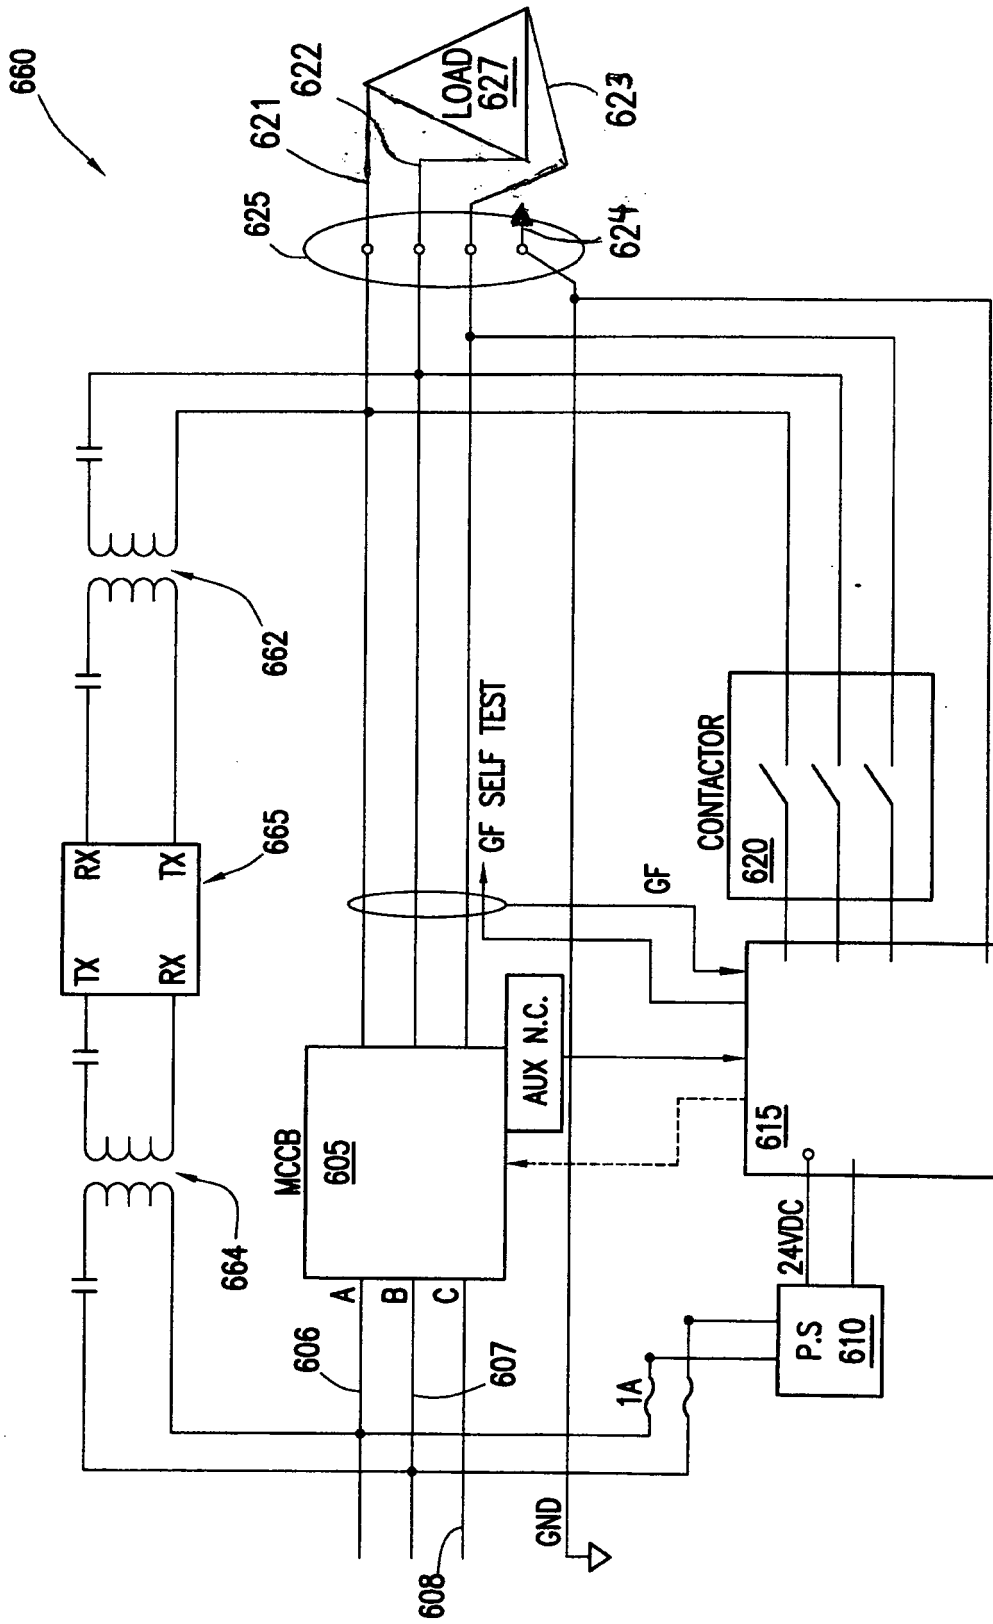 660
621
622
LOAD
627
623
625
624
662
RX
TX
665
TX
RX
GF SELF TEST
GF
CONTACTOR
620
664
MCCB
605
AUX N.C.
615
A
B
C
606
607
608
24VDC
P.S
610
1A
GND